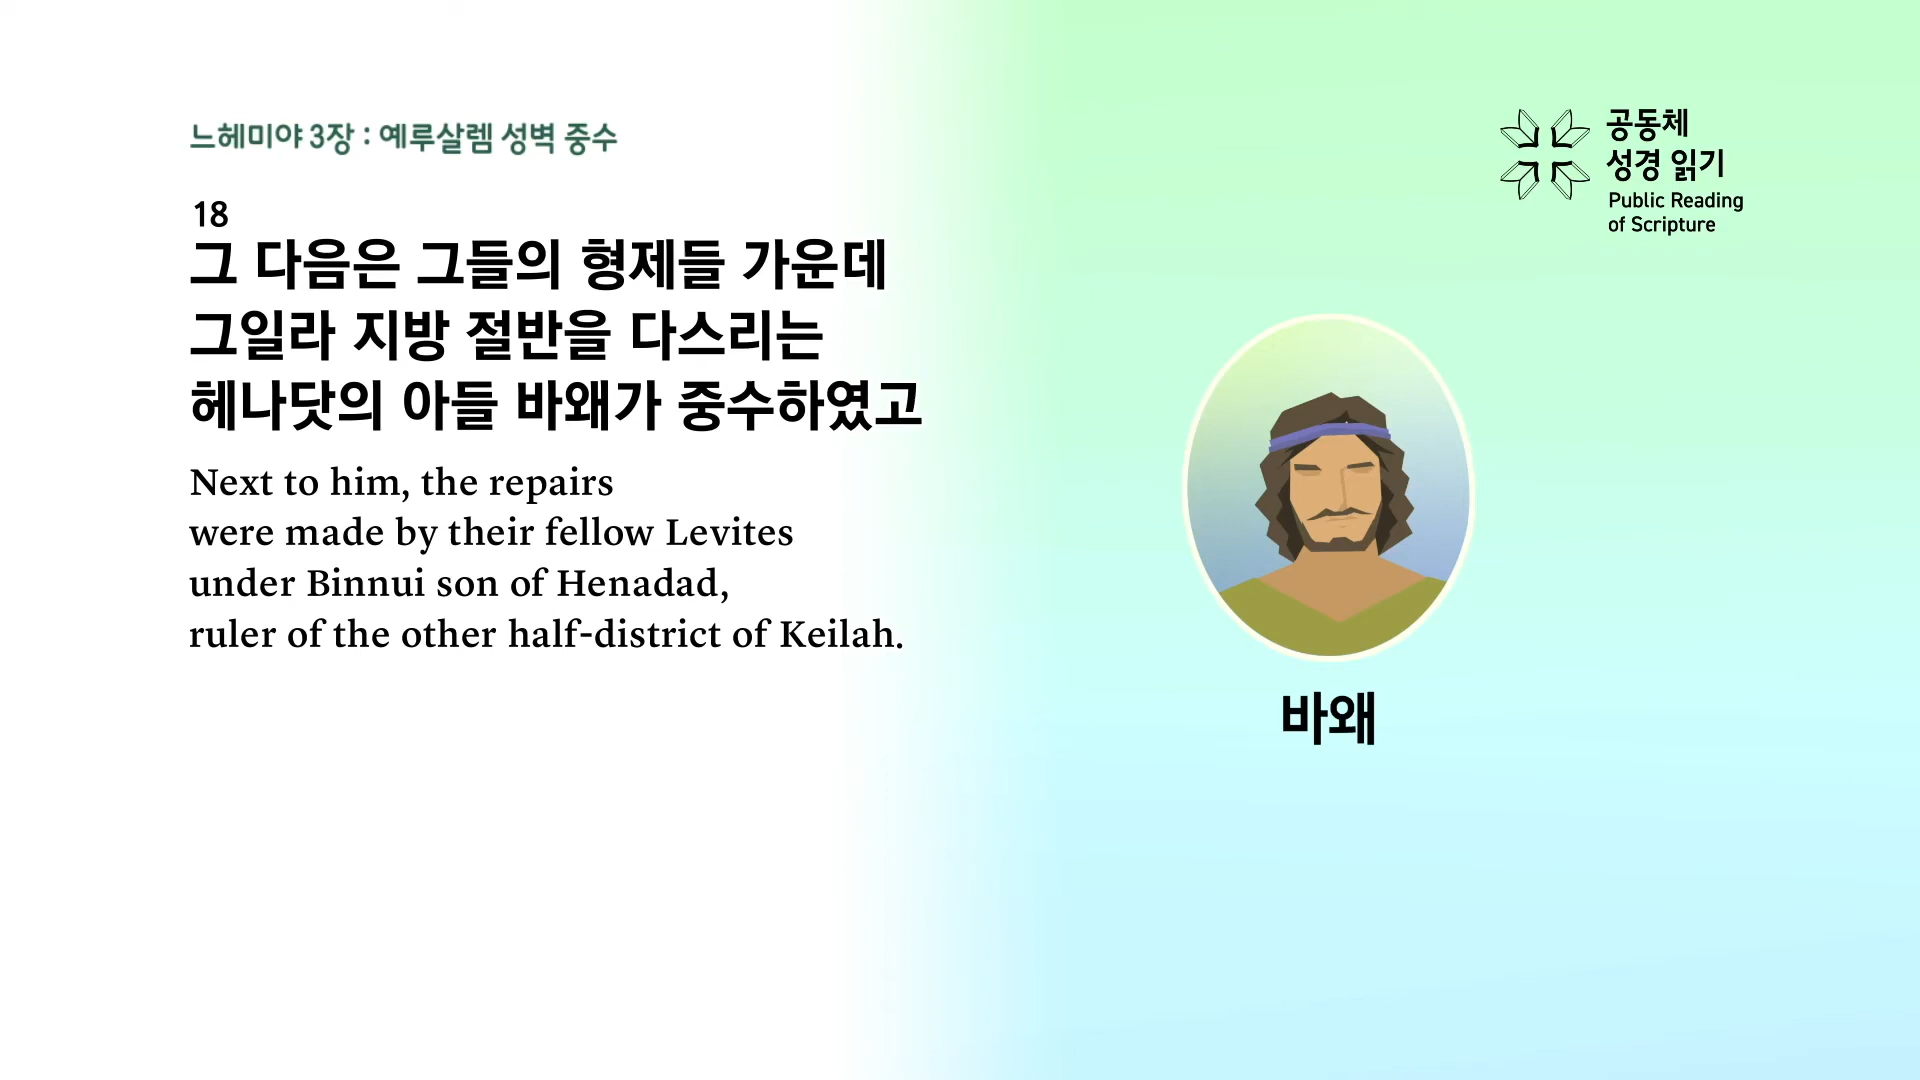 느헤미야 3장 : 예루살렘 성벽 중수
18
그 다음은 그들의 형제들 가운데
그일라 지방 절반을 다스리는
헤나닷의 아들 바왜가 중수하였고
Next to him, the repairs
were made by their fellow Levites
under Binnui son of Henadad,
ruler of the other half-district of Keilah.
공동체
성경 읽기
Public Reading
of Scripture
바왜